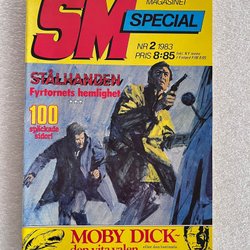 MAGASINET
SM
SPECIAL
NR 2 1983
PRIS 8:85
STÅLHANDEN
Fyrtornets hemlighet
100
späckade
sidor!
MOBY DICK-
den vita valen